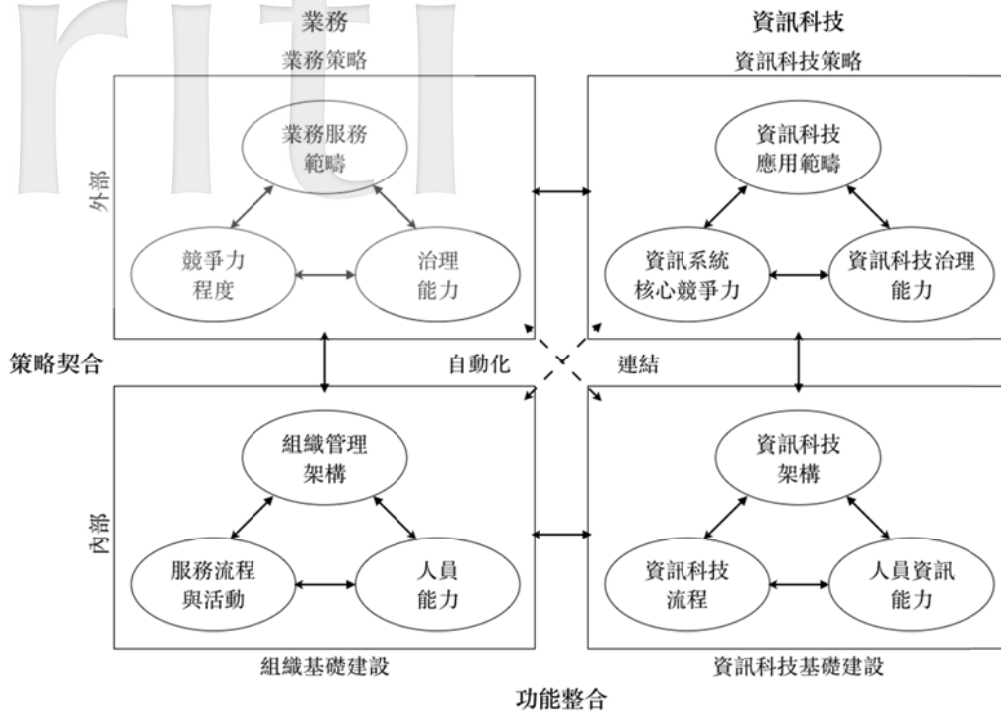 業務
資訊科技
業務策略
資訊科技策略
業務服務
範疇
資訊科技
應用範疇
外部
競爭力
程度
治理
能力
資訊系統
核心競爭力
資訊科技治理
能力
策略契合
自動化
連結
組織管理
架構
資訊科技
架構
內部
服務流程
與活動
人員
能力
資訊科技
流程
人員資訊
能力
組織基礎建設
資訊科技基礎建設
功能整合